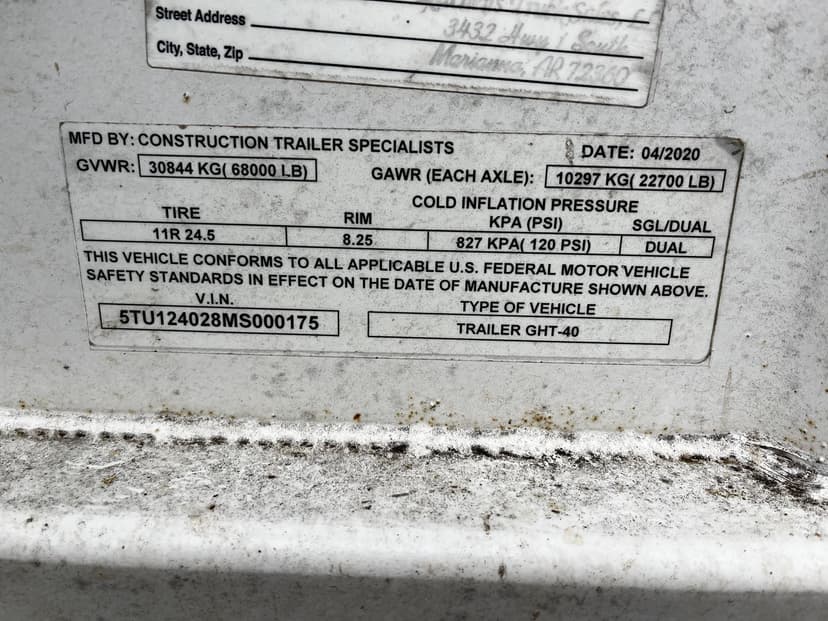 Street Address
3432 Hwy 1 South
City, State, Zip
Marianna, AR 72360
MFD BY: CONSTRUCTION TRAILER SPECIALISTS DATE: 04/2020
GVWR: 30844 KG( 68000 LB) GAWR (EACH AXLE): 10297 KG( 22700 LB)
COLD INFLATION PRESSURE
TIRE RIM KPA (PSI) SGL/DUAL
11R 24.5 8.25 827 KPA( 120 PSI) DUAL
THIS VEHICLE CONFORMS TO ALL APPLICABLE U.S. FEDERAL MOTOR VEHICLE
SAFETY STANDARDS IN EFFECT ON THE DATE OF MANUFACTURE SHOWN ABOVE.
V.I.N. TYPE OF VEHICLE
5TU124028MS000175 TRAILER GHT-40